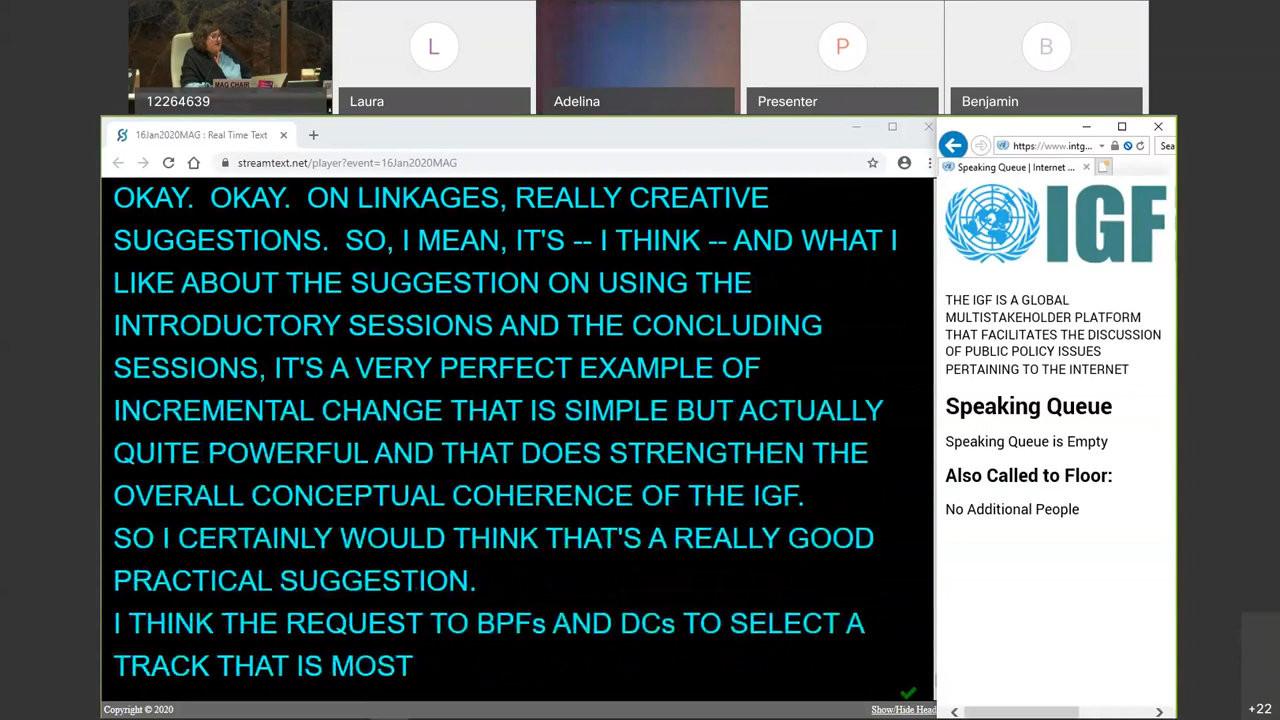 MAG CHAIR
12264639
L
Laura
Adelina
P
Presenter
B
Benjamin
16Jan2020MAG : Real Time Text
streamtext.net/player?event=16Jan2020MAG
OKAY. OKAY. ON LINKAGES, REALLY CREATIVE
SUGGESTIONS. SO, I MEAN, IT'S -- I THINK -- AND WHAT I
LIKE ABOUT THE SUGGESTION ON USING THE
INTRODUCTORY SESSIONS AND THE CONCLUDING
SESSIONS, IT'S A VERY PERFECT EXAMPLE OF
INCREMENTAL CHANGE THAT IS SIMPLE BUT ACTUALLY
QUITE POWERFUL AND THAT DOES STRENGTHEN THE
OVERALL CONCEPTUAL COHERENCE OF THE IGF.
SO I CERTAINLY WOULD THINK THAT'S A REALLY GOOD
PRACTICAL SUGGESTION.
I THINK THE REQUEST TO BPFs AND DCs TO SELECT A
TRACK THAT IS MOST
Copyright © 2020
Show/Hide Head
https://www.intg...
Sea
Speaking Queue | Internet ...
IGF
THE IGF IS A GLOBAL
MULTISTAKEHOLDER PLATFORM
THAT FACILITATES THE DISCUSSION
OF PUBLIC POLICY ISSUES
PERTAINING TO THE INTERNET
Speaking Queue
Speaking Queue is Empty
Also Called to Floor:
No Additional People
+22